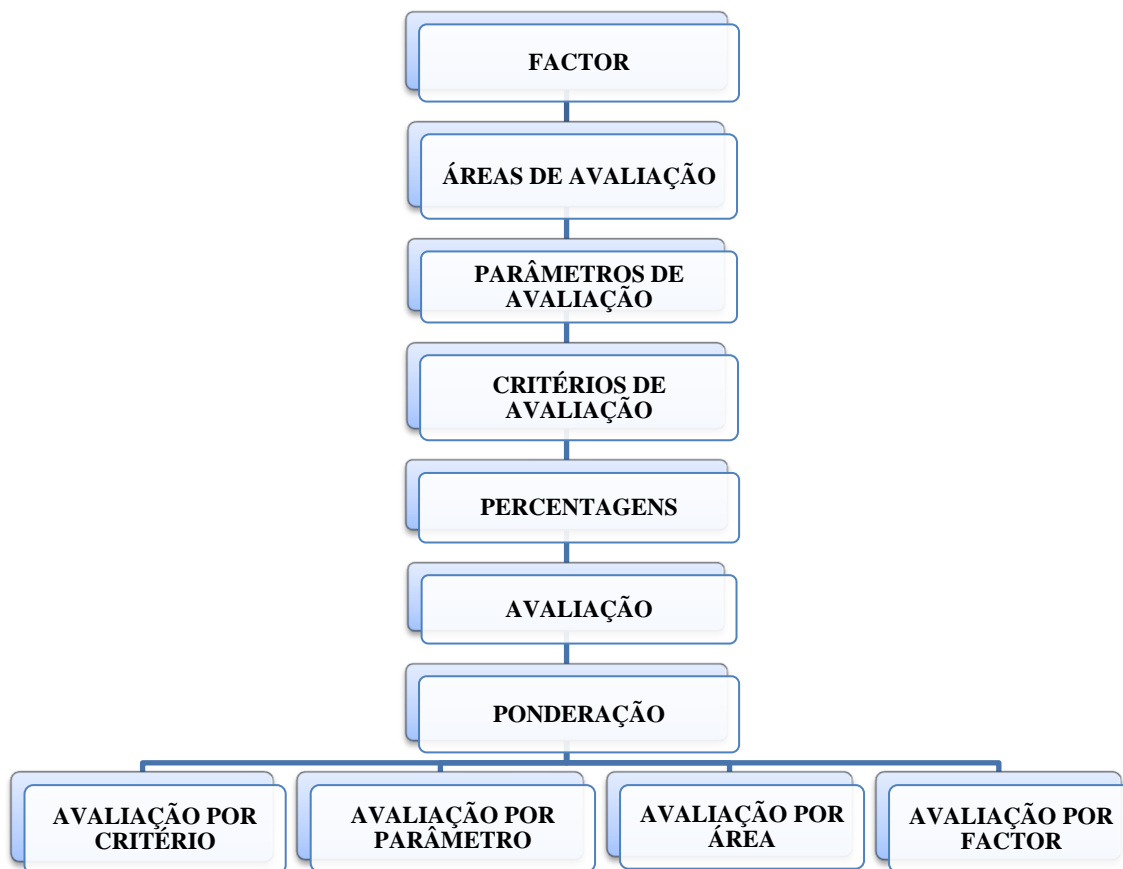 FACTOR
ÁREAS DE AVALIAÇÃO
PARÂMETROS DE
AVALIAÇÃO
CRITÉRIOS DE
AVALIAÇÃO
PERCENTAGENS
AVALIAÇÃO
PONDERAÇÃO
AVALIAÇÃO POR
CRITÉRIO
AVALIAÇÃO POR
PARÂMETRO
AVALIAÇÃO POR
ÁREA
AVALIAÇÃO POR
FACTOR